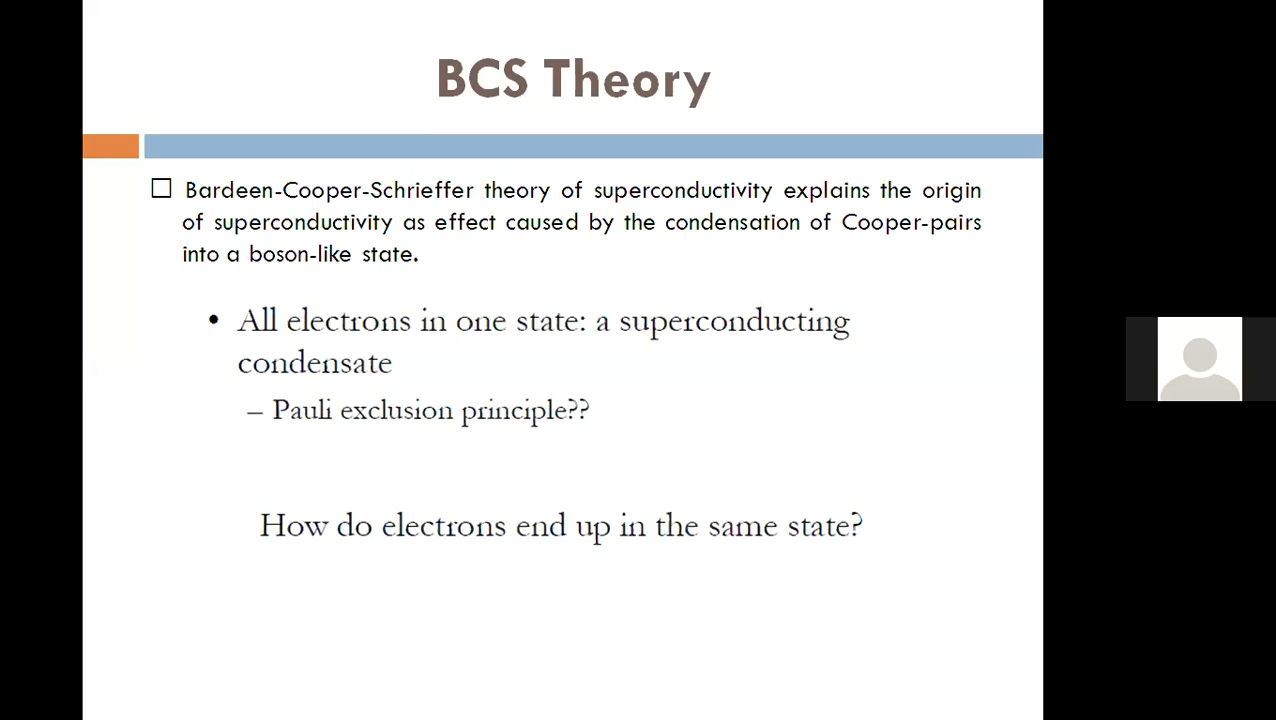 BCS Theory
Bardeen-Cooper-Schrieffer theory of superconductivity explains the origin
of superconductivity as effect caused by the condensation of Cooper-pairs
into a boson-like state.
• All electrons in one state: a superconducting
condensate
– Pauli exclusion principle??
How do electrons end up in the same state?